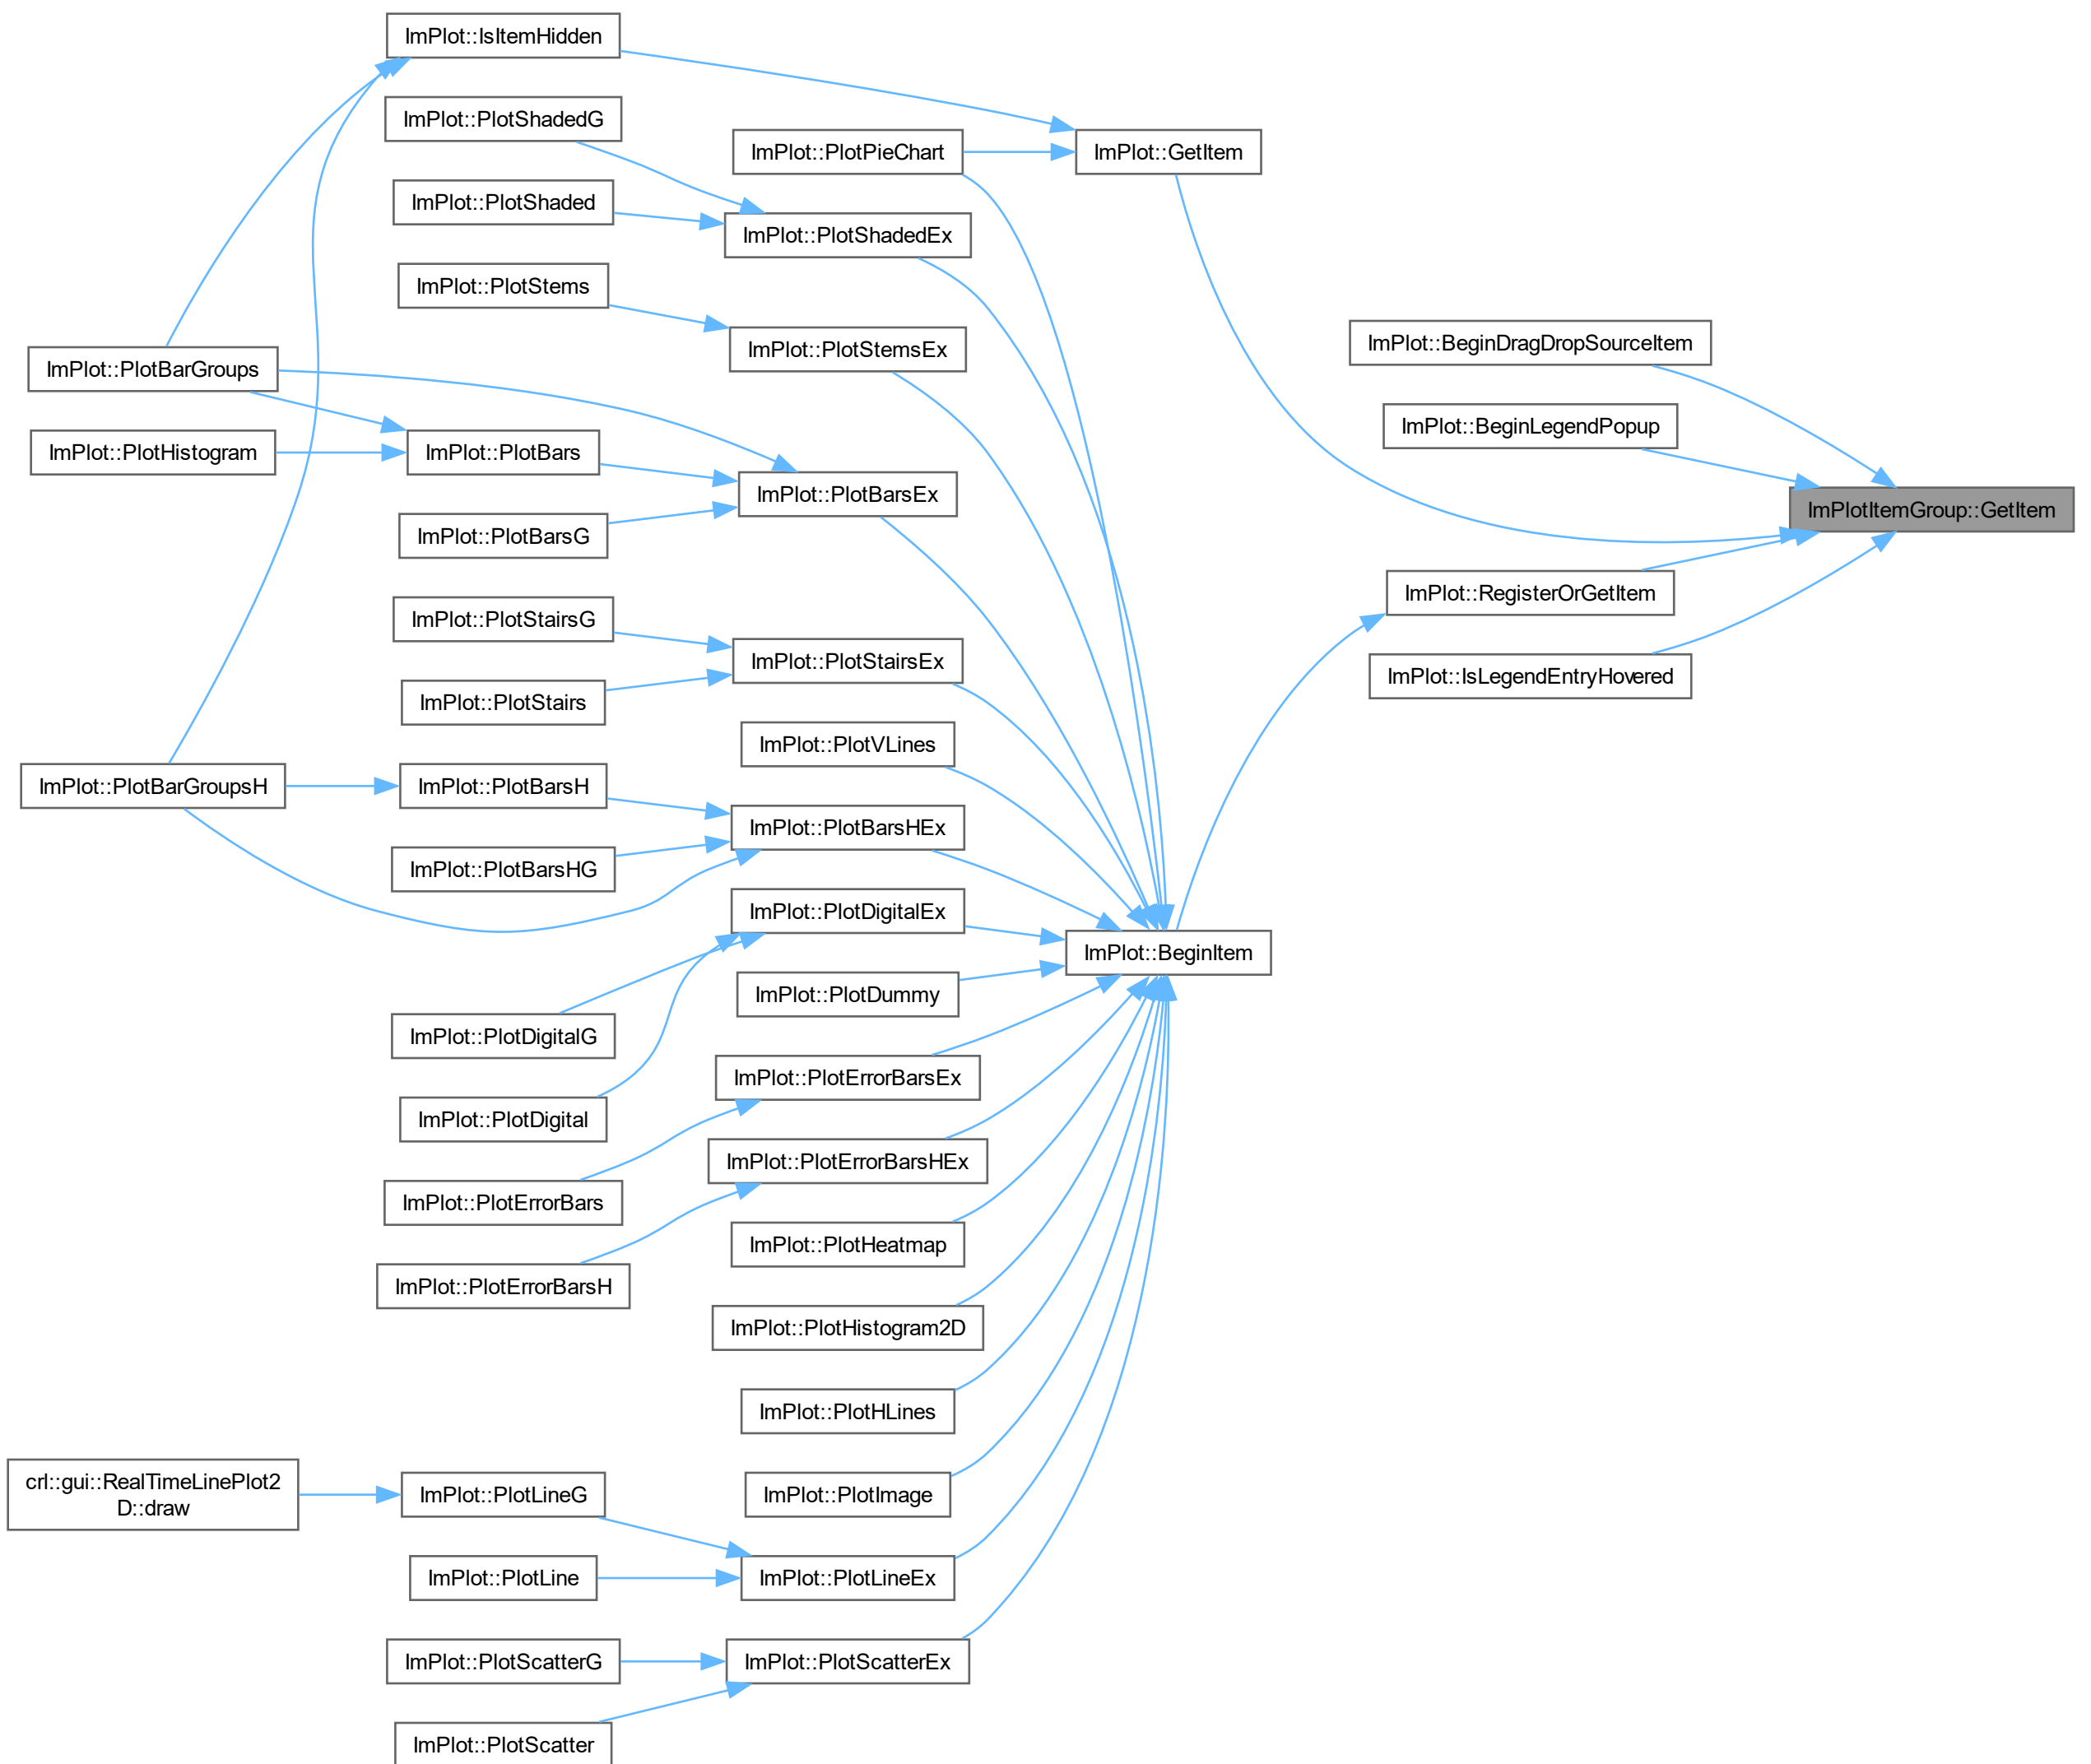 ImPlot::IsItemHidden
ImPlot::PlotShadedG
ImPlot::PlotPieChart
ImPlot::GetItem
ImPlot::PlotShaded
ImPlot::PlotShadedEx
ImPlot::PlotStems
ImPlot::PlotStemsEx
ImPlot::BeginDragDropSourceItem
ImPlot::PlotBarGroups
ImPlot::BeginLegendPopup
ImPlot::PlotHistogram
ImPlot::PlotBars
ImPlot::PlotBarsEx
ImPlotItemGroup::GetItem
ImPlot::PlotBarsG
ImPlot::RegisterOrGetItem
ImPlot::PlotStairsG
ImPlot::PlotStairsEx
ImPlot::IsLegendEntryHovered
ImPlot::PlotStairs
ImPlot::PlotVLines
ImPlot::PlotBarGroupsH
ImPlot::PlotBarsH
ImPlot::PlotBarsHEx
ImPlot::PlotBarsHG
ImPlot::PlotDigitalEx
ImPlot::BeginItem
ImPlot::PlotDummy
ImPlot::PlotDigitalG
ImPlot::PlotErrorBarsEx
ImPlot::PlotDigital
ImPlot::PlotErrorBarsHEx
ImPlot::PlotErrorBars
ImPlot::PlotHeatmap
ImPlot::PlotErrorBarsH
ImPlot::PlotHistogram2D
ImPlot::PlotHLines
crl::gui::RealTimeLinePlot2
D::draw
ImPlot::PlotLineG
ImPlot::PlotImage
ImPlot::PlotLine
ImPlot::PlotLineEx
ImPlot::PlotScatterG
ImPlot::PlotScatterEx
ImPlot::PlotScatter